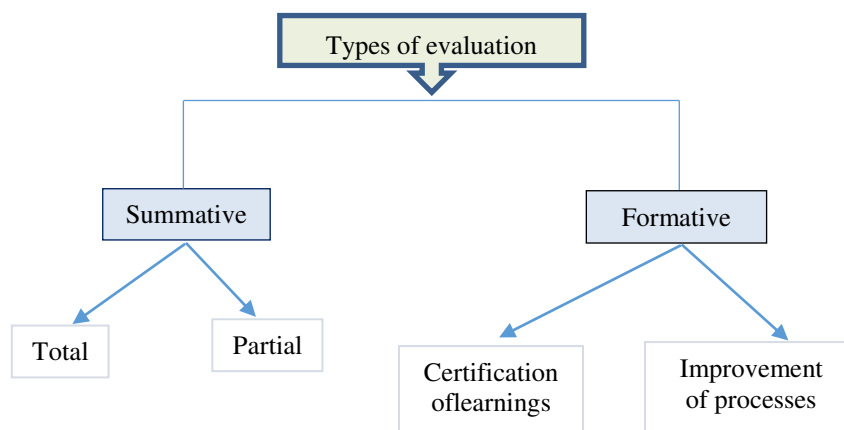 Types of evaluation
Summative
Formative
Total
Partial
Certification
oflearnings
Improvement
of processes